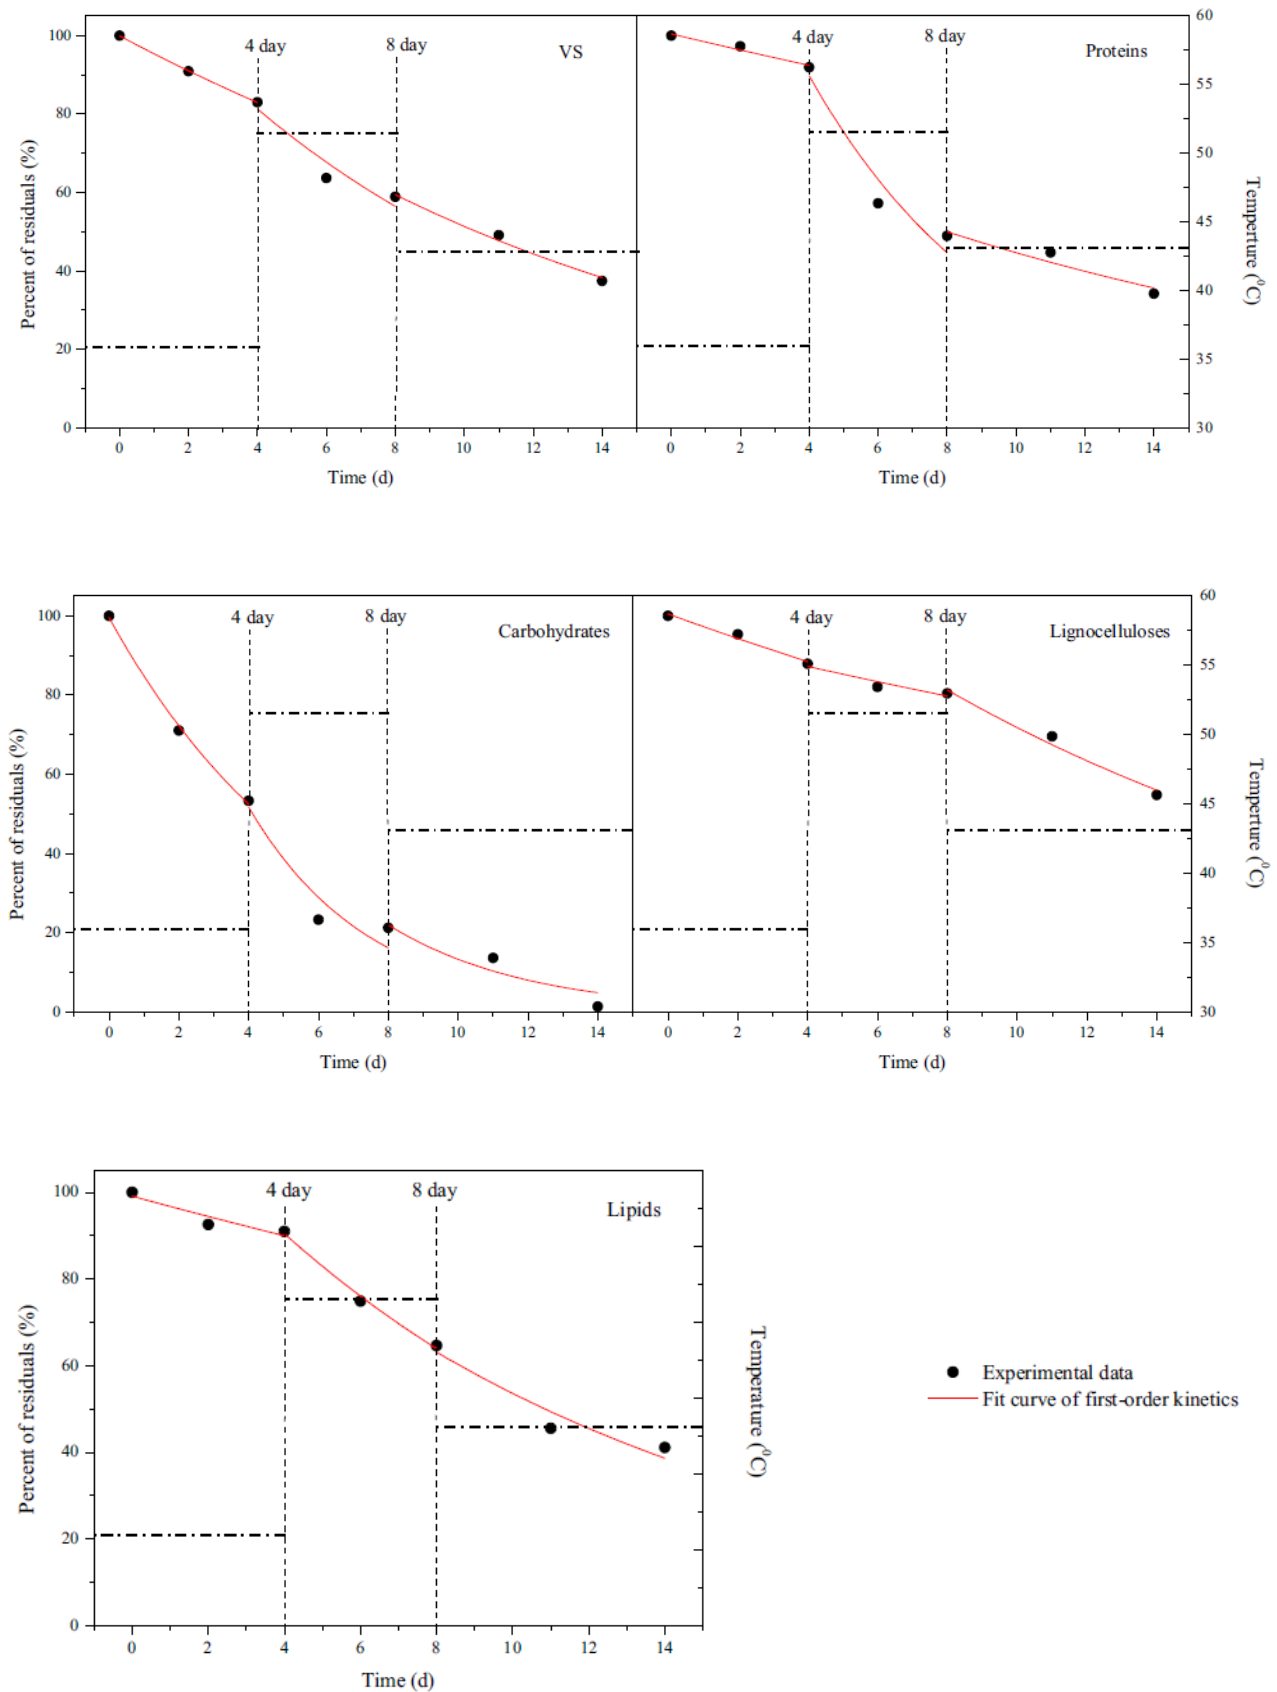 4 day
8 day
VS
4 day
8 day
Proteins
100
80
60
40
20
0
60
55
50
45
40
35
30
Percent of residuals (%)
Temperture (⁰C)
0 2 4 6 8 10 12 14
0 2 4 6 8 10 12 14
Time (d)
Time (d)
4 day
8 day
Carbohydrates
4 day
8 day
Lignocelluloses
100
80
60
40
20
0
60
55
50
45
40
35
30
Percent of residuals (%)
Temperture (⁰C)
0 2 4 6 8 10 12 14
0 2 4 6 8 10 12 14
Time (d)
Time (d)
4 day
8 day
Lipids
100
80
60
40
20
0
Percent of residuals (%)
Temperature (⁰C)
0 2 4 6 8 10 12 14
Time (d)
Experimental data
Fit curve of first-order kinetics